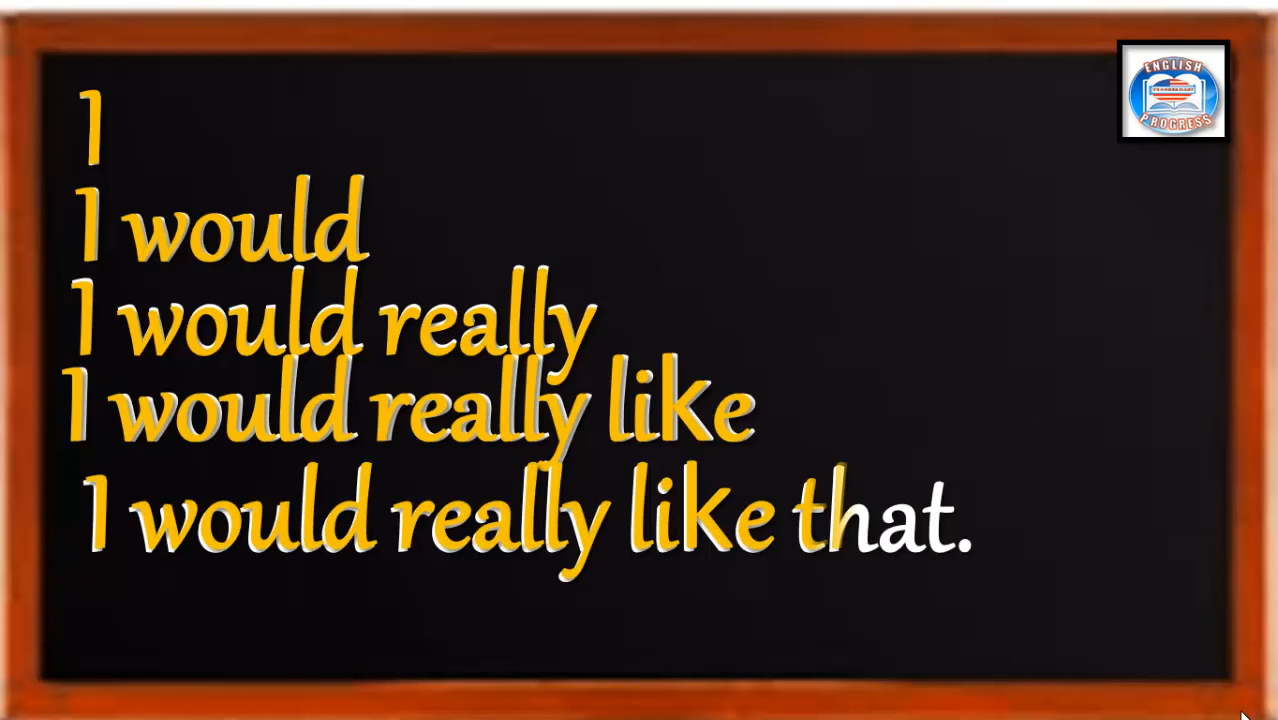 I
I would
I would really
I would really like
I would really like that.
ENGLISH
PROGRESS